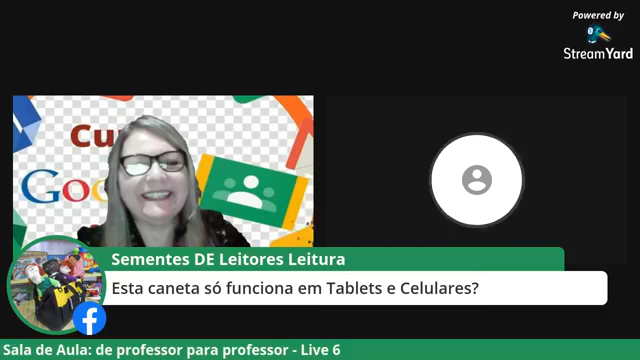 Powered by
StreamYard
Cu
Goo
Sementes DE Leitores Leitura
Esta caneta só funciona em Tablets e Celulares?
Sala de Aula: de professor para professor - Live 6